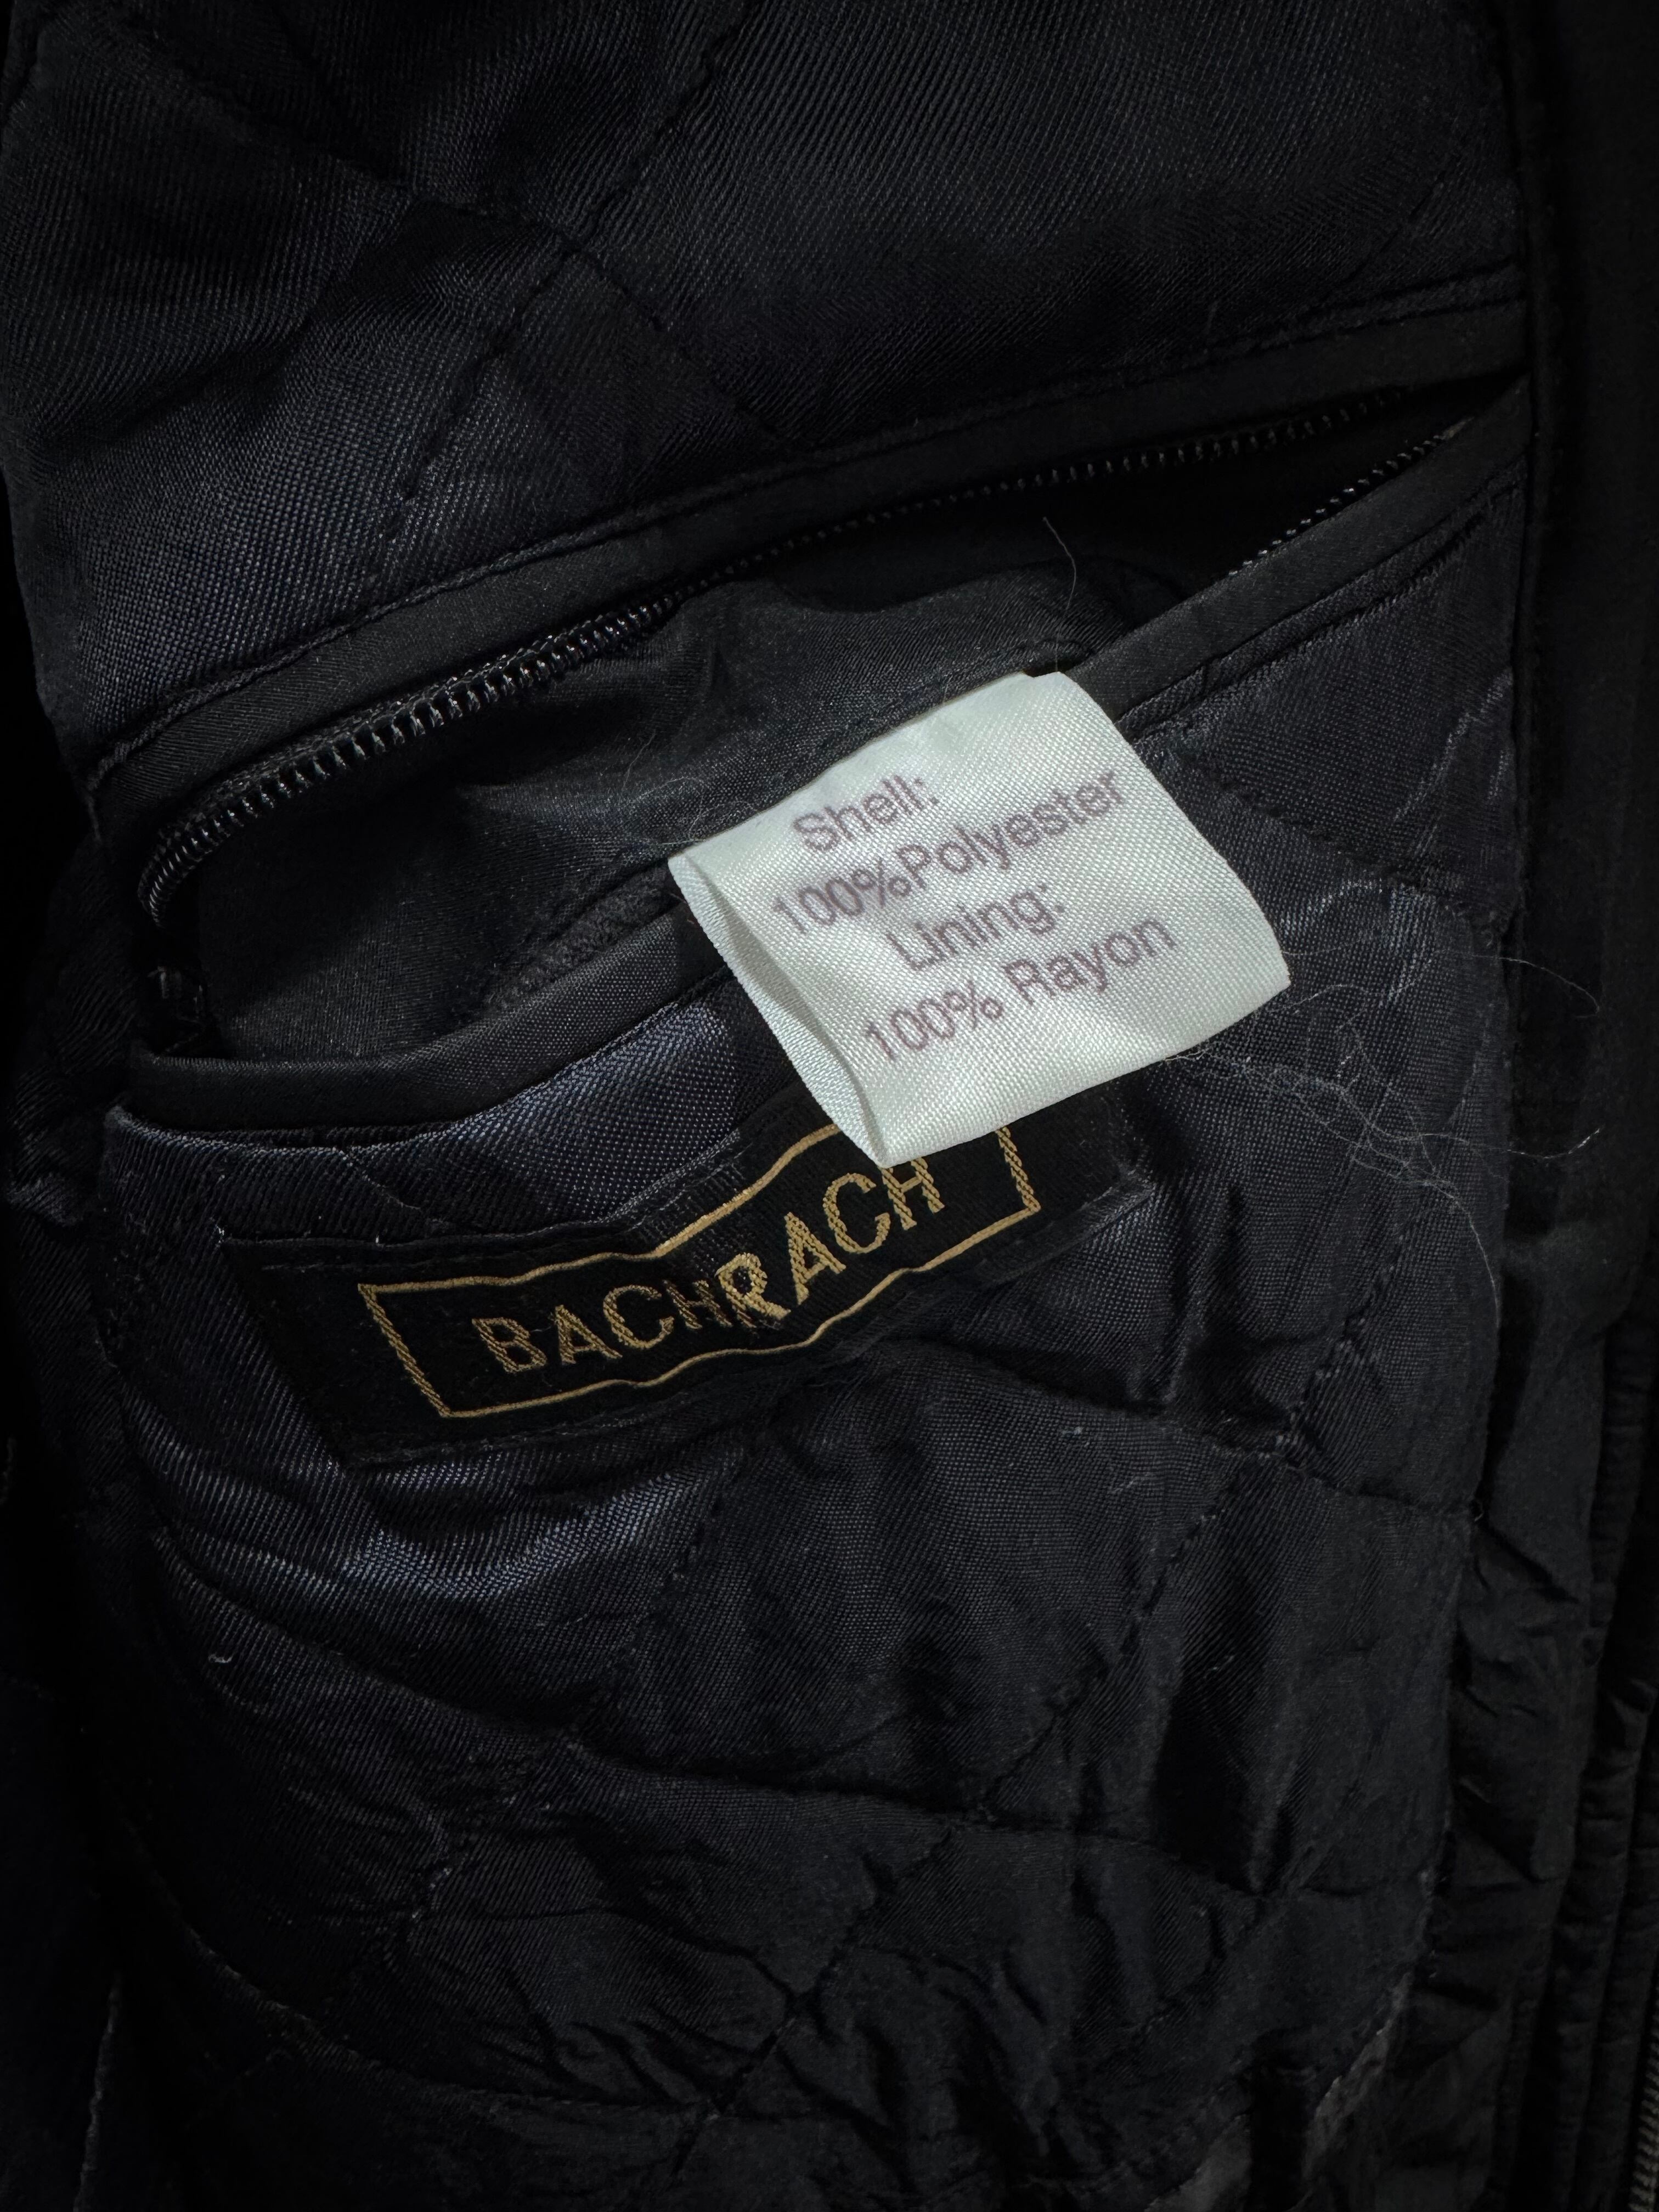 Shell:
100%Polyester
Lining:
100% Rayon
BACHRACH